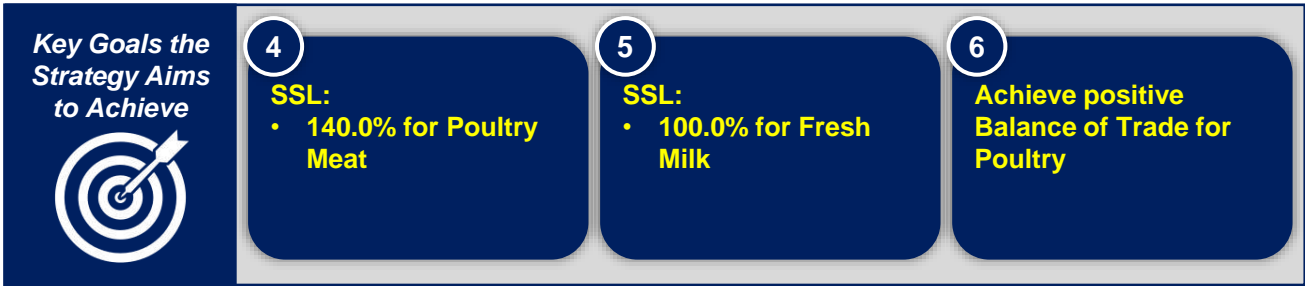 Key Goals the
Strategy Aims
to Achieve
4
SSL:
• 140.0% for Poultry
Meat
5
SSL:
• 100.0% for Fresh
Milk
6
Achieve positive
Balance of Trade for
Poultry